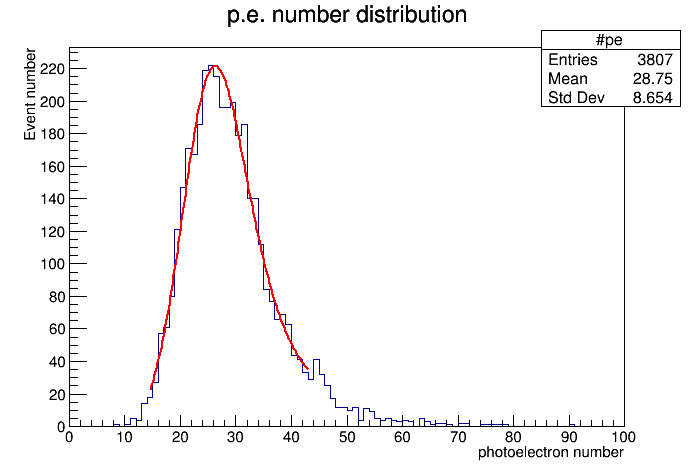 p.e. number distribution
#pe
Entries 3807
Mean 28.75
Std Dev 8.654
Event number
220
200
180
160
140
120
100
80
60
40
20
0
0 10 20 30 40 50 60 70 80 90 100
photoelectron number